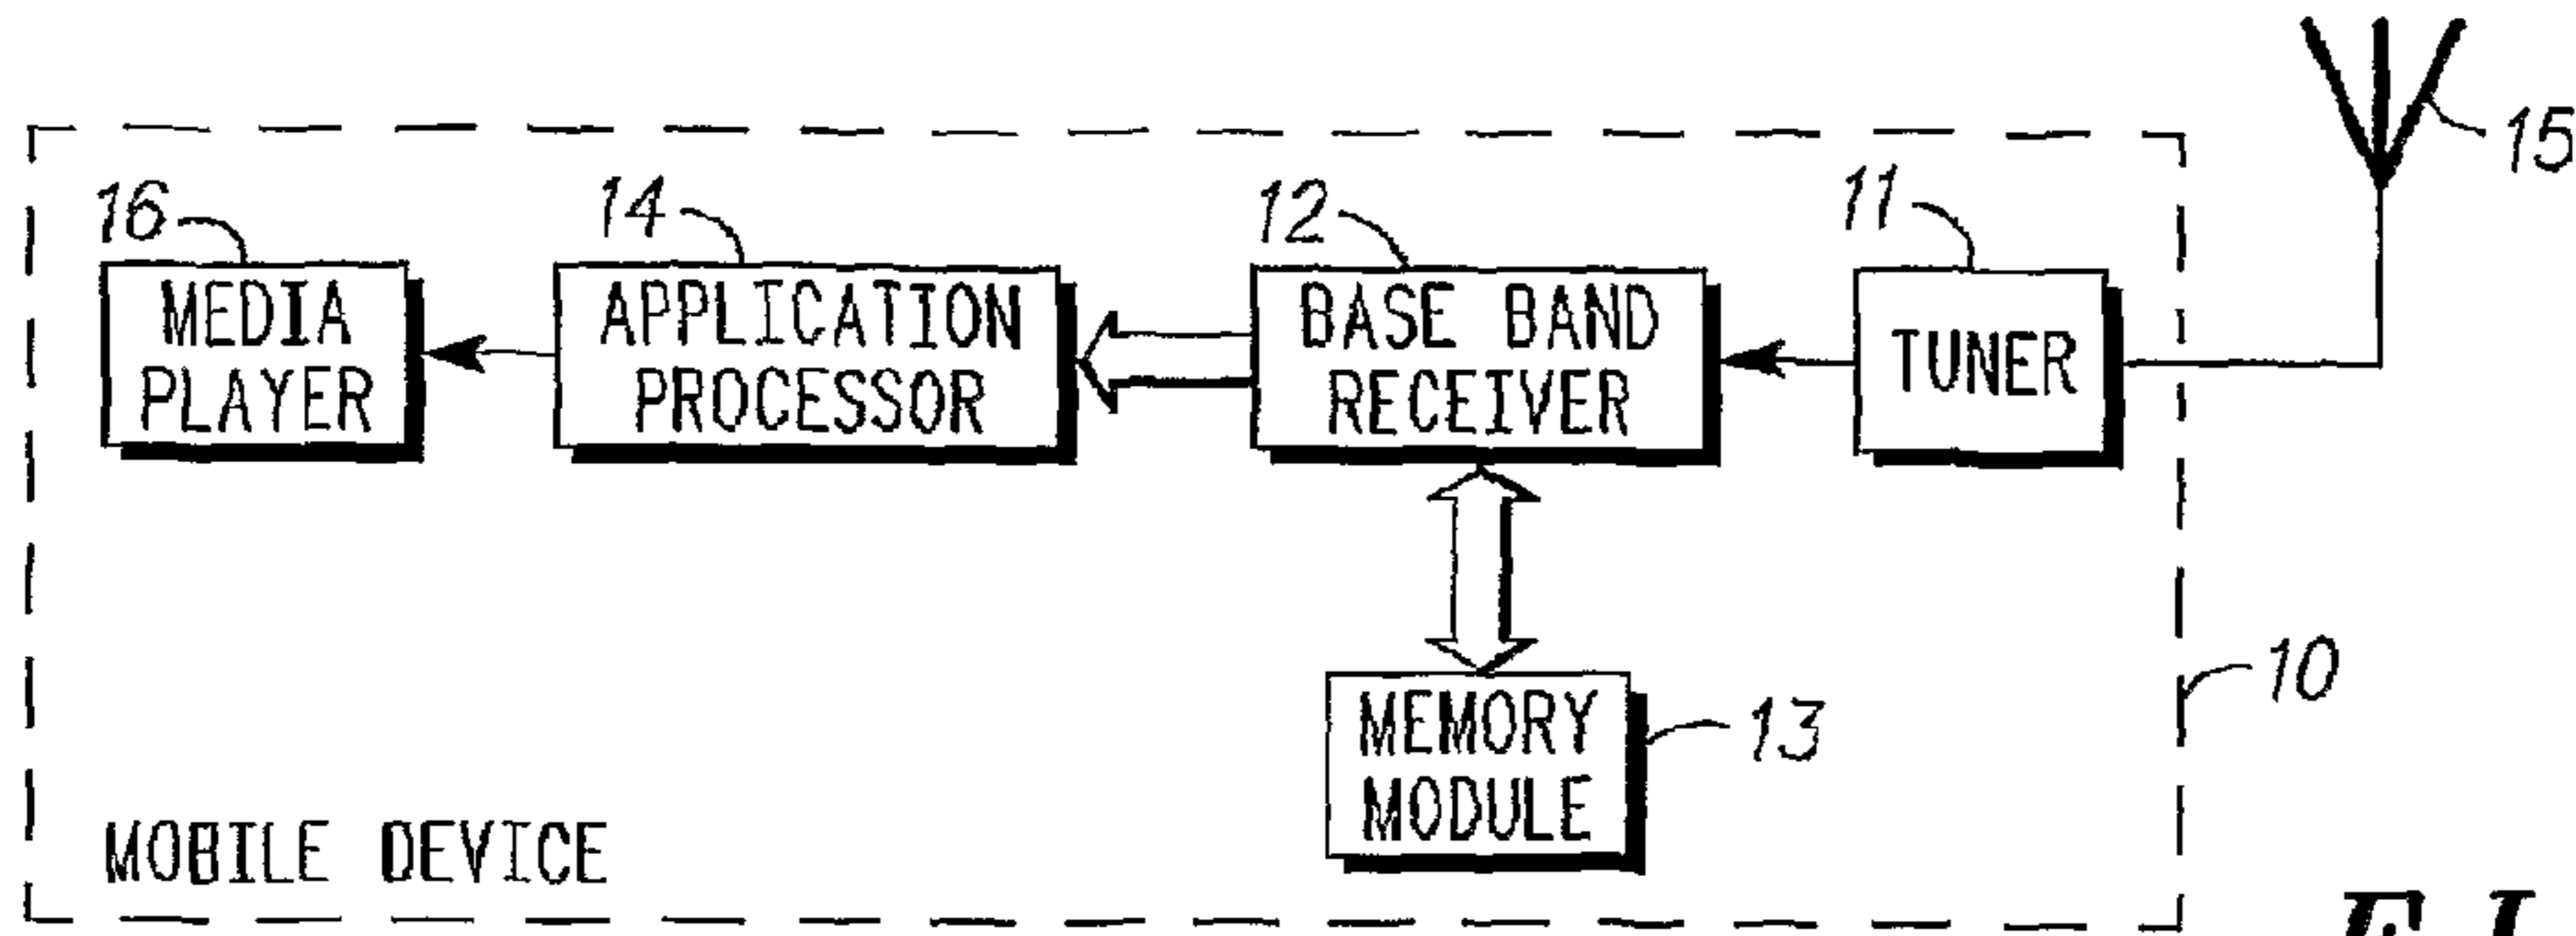 15
16
14
12
11
MEDIA
PLAYER
APPLICATION
PROCESSOR
BASE BAND
RECEIVER
TUNER
10
MEMORY
MODULE
13
MOBILE DEVICE